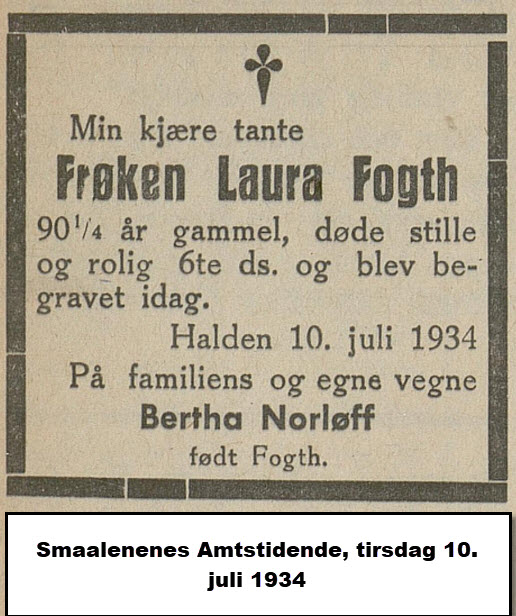 Min kjære tante
Frøken Laura Fogth
90¼ år gammel, døde stille
og rolig 6te ds. og blev be-
gravet idag.
Halden 10. juli 1934
På familiens og egne vegne
Bertha Norløff
født Fogth.
Smaalenenes Amtstidende, tirsdag 10.
juli 1934